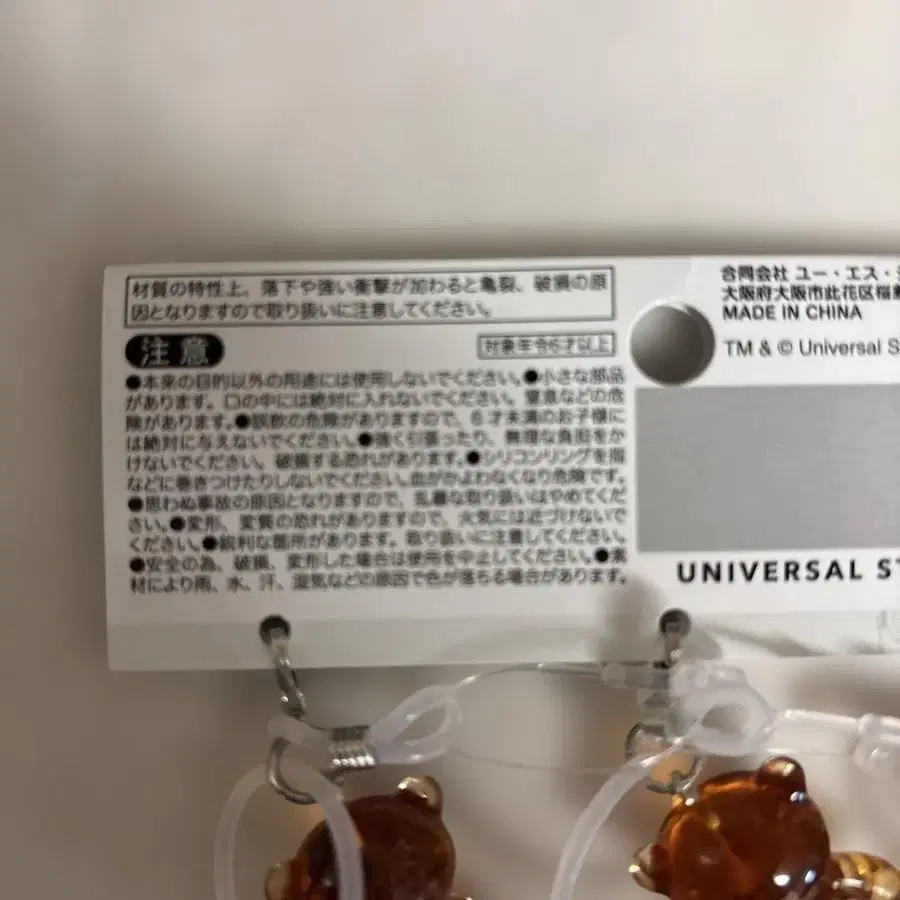 材質の特性上、落下や強い衝撃が加わると亀裂、破損の原
因となりますので取り扱いに注意してください。
注意
対象年令6才以上
●本来の目的以外の用途には使用しないでください。●小さな部品
があります。口の中には絶対に入れないでください。窒息などの危
険があります。●誤飲の危険がありますので、6才未満のお子様に
は絶対に与えないでください。●強く引張ったり、無理な負担をか
けないでください。破損する恐れがあります。●シリコンリングを指
などに巻きつけたりしないでください。血がかよわなくなり危険です。
●思わぬ事故の原因となりますので、乱暴な取り扱いはやめてくだ
さい。●変形、変質の恐れがありますので、火気には近づけないで
ください。●鋭利な箇所があります。取り扱いに注意してください。
●安全の為、破損、変形した場合は使用を中止してください。●素
材により雨、水、汗、湿気などの原因で色が落ちる場合があります。
合同会社 ユー・エス・
大阪府大阪市此花区桜
MADE IN CHINA
TM & © Universal S
UNIVERSAL ST